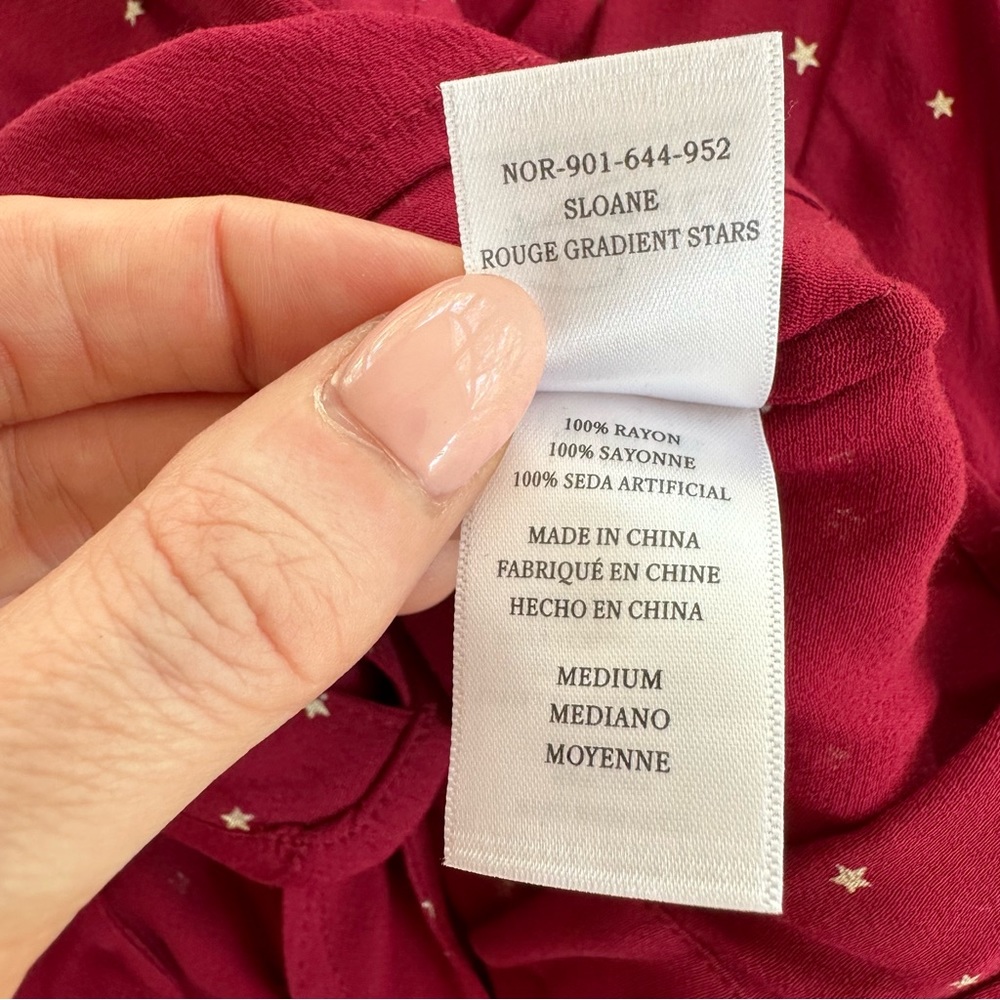 NOR-901-644-952
SLOANE
ROUGE GRADIENT STARS
100% RAYON
100% SAYONNE
100% SEDA ARTIFICIAL
MADE IN CHINA
FABRIQUÉ EN CHINE
HECHO EN CHINA
MEDIUM
MEDIANO
MOYENNE